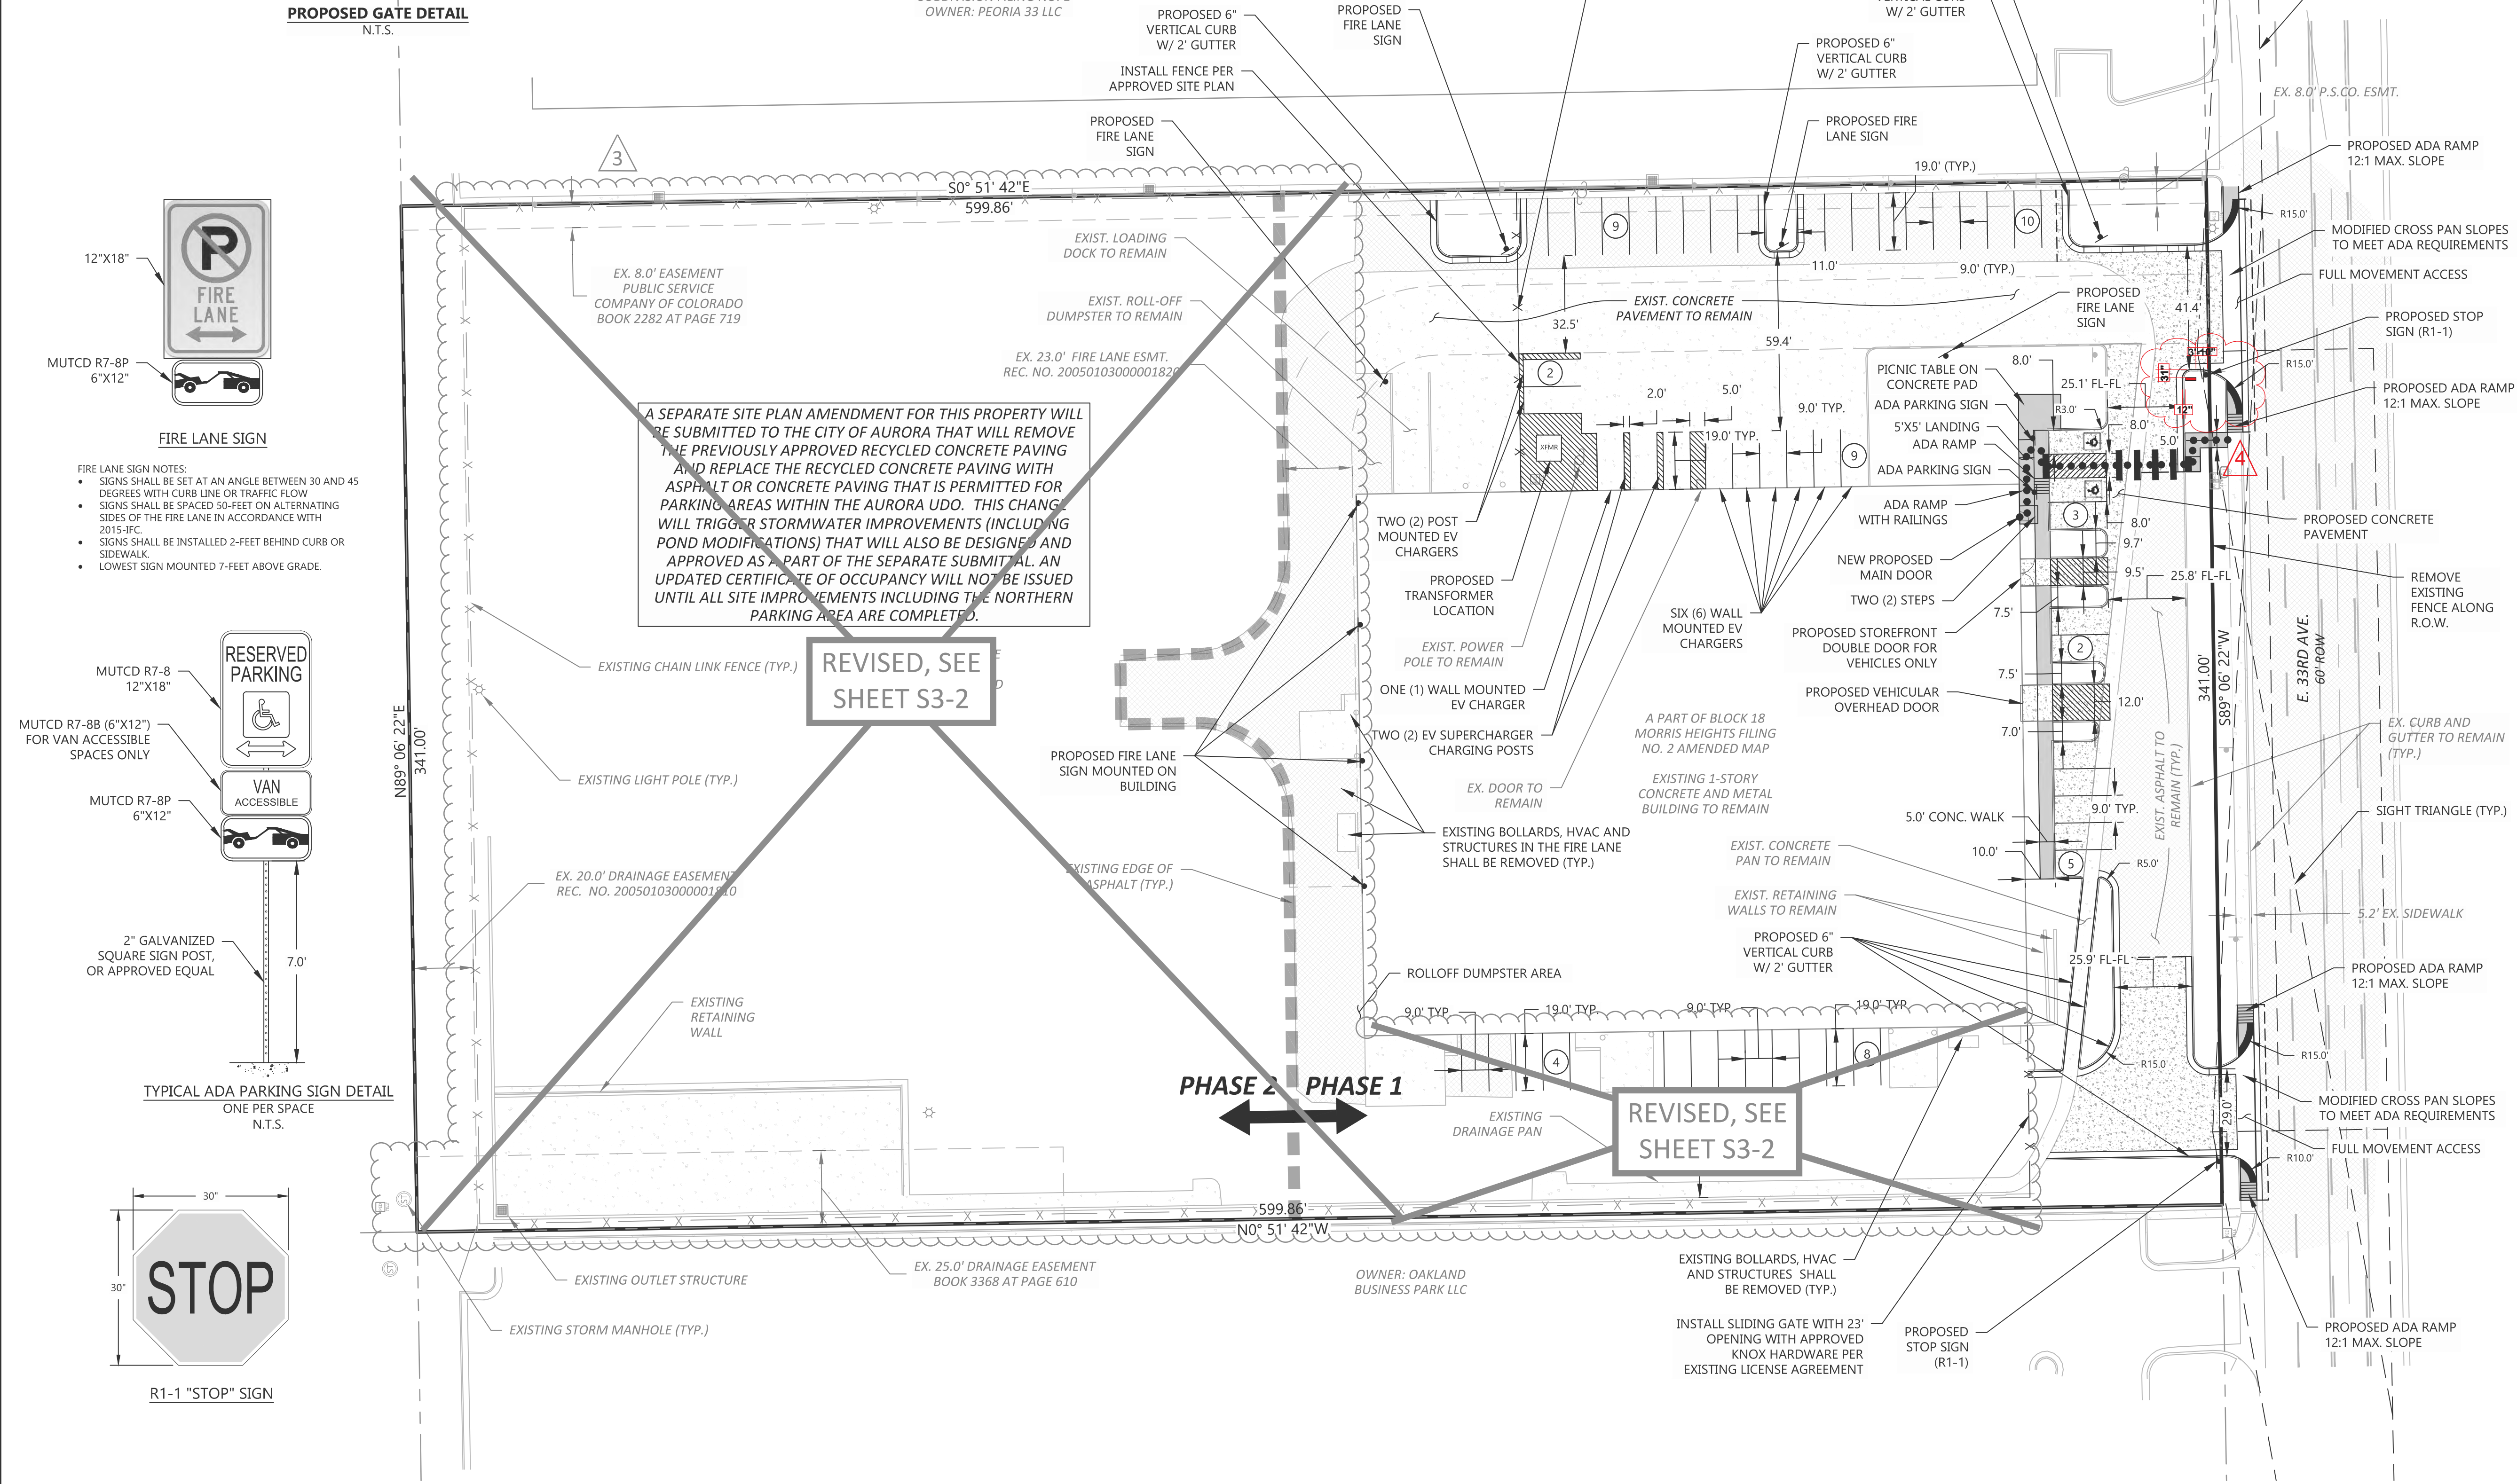 PROPOSED GATE DETAIL
N.T.S.
OWNER: PEORIA 33 LLC
PROPOSED 6"
VERTICAL CURB
W/ 2' GUTTER
PROPOSED
FIRE LANE
SIGN
W/ 2' GUTTER
INSTALL FENCE PER
APPROVED SITE PLAN
PROPOSED 6"
VERTICAL CURB
W/ 2' GUTTER
EX. 8.0' P.S.CO. ESMT.
PROPOSED
FIRE LANE
SIGN
PROPOSED FIRE
LANE SIGN
3
19.0' (TYP.)
PROPOSED ADA RAMP
12:1 MAX. SLOPE
S0° 51' 42"E
599.86'
9
10
R15.0'
MODIFIED CROSS PAN SLOPES
TO MEET ADA REQUIREMENTS
EXIST. LOADING
DOCK TO REMAIN
11.0'
9.0' (TYP.)
FULL MOVEMENT ACCESS
EX. 8.0' EASEMENT
PUBLIC SERVICE
COMPANY OF COLORADO
BOOK 2282 AT PAGE 719
EXIST. ROLL-OFF
DUMPSTER TO REMAIN
EXIST. CONCRETE
PAVEMENT TO REMAIN
PROPOSED
FIRE LANE
SIGN
41.4'
PROPOSED STOP
SIGN (R1-1)
32.5'
59.4'
EX. 23.0' FIRE LANE ESMT.
REC. NO. 20050103000001820
2
2.0'
5.0'
9.0' TYP.
19.0' TYP.
9
XFMR
PICNIC TABLE ON
CONCRETE PAD
8.0'
25.1' FL-FL
3'-10"
31"
12"
R15.0'
PROPOSED ADA RAMP
12:1 MAX. SLOPE
ADA PARKING SIGN
R3.0'
8.0'
5'X5' LANDING
5.0'
ADA RAMP
4
ADA PARKING SIGN
ADA RAMP
WITH RAILINGS
3
8.0'
PROPOSED CONCRETE
PAVEMENT
NEW PROPOSED
MAIN DOOR
9.7'
9.5'
25.8' FL-FL
TWO (2) STEPS
7.5'
REMOVE
EXISTING
FENCE ALONG
R.O.W.
PROPOSED STOREFRONT
DOUBLE DOOR FOR
VEHICLES ONLY
2
7.5'
PROPOSED VEHICULAR
OVERHEAD DOOR
12.0'
7.0'
341.00'
S89° 06' 22"W
E. 33RD AVE.
60' ROW
EX. CURB AND
GUTTER TO REMAIN
(TYP.)
EXIST. ASPHALT TO
REMAIN (TYP.)
SIGHT TRIANGLE (TYP.)
9.0' TYP.
5.0' CONC. WALK
10.0'
5
R5.0'
5.2' EX. SIDEWALK
P
FIRE
LANE
12"X18"
MUTCD R7-8P
6"X12"
FIRE LANE SIGN
FIRE LANE SIGN NOTES:
• SIGNS SHALL BE SET AT AN ANGLE BETWEEN 30 AND 45
DEGREES WITH CURB LINE OR TRAFFIC FLOW
• SIGNS SHALL BE SPACED 50-FEET ON ALTERNATING
SIDES OF THE FIRE LANE IN ACCORDANCE WITH
2015-IFC.
• SIGNS SHALL BE INSTALLED 2-FEET BEHIND CURB OR
SIDEWALK.
• LOWEST SIGN MOUNTED 7-FEET ABOVE GRADE.
A SEPARATE SITE PLAN AMENDMENT FOR THIS PROPERTY WILL
BE SUBMITTED TO THE CITY OF AURORA THAT WILL REMOVE
THE PREVIOUSLY APPROVED RECYCLED CONCRETE PAVING
AND REPLACE THE RECYCLED CONCRETE PAVING WITH
ASPHALT OR CONCRETE PAVING THAT IS PERMITTED FOR
PARKING AREAS WITHIN THE AURORA UDO. THIS CHANGE
WILL TRIGGER STORMWATER IMPROVEMENTS (INCLUDING
POND MODIFICATIONS) THAT WILL ALSO BE DESIGNED AND
APPROVED AS A PART OF THE SEPARATE SUBMITTAL. AN
UPDATED CERTIFICATE OF OCCUPANCY WILL NOT BE ISSUED
UNTIL ALL SITE IMPROVEMENTS INCLUDING THE NORTHERN
PARKING AREA ARE COMPLETED.
TWO (2) POST
MOUNTED EV
CHARGERS
PROPOSED
TRANSFORMER
LOCATION
SIX (6) WALL
MOUNTED EV
CHARGERS
EXIST. POWER
POLE TO REMAIN
ONE (1) WALL MOUNTED
EV CHARGER
TWO (2) EV SUPERCHARGER
CHARGING POSTS
A PART OF BLOCK 18
MORRIS HEIGHTS FILING
NO. 2 AMENDED MAP
EXISTING 1-STORY
CONCRETE AND METAL
BUILDING TO REMAIN
EX. DOOR TO
REMAIN
REVISED, SEE
SHEET S3-2
EXISTING CHAIN LINK FENCE (TYP.)
EXISTING LIGHT POLE (TYP.)
N89° 06' 22"E
341.00'
PROPOSED FIRE LANE
SIGN MOUNTED ON
BUILDING
EXISTING BOLLARDS, HVAC AND
STRUCTURES IN THE FIRE LANE
SHALL BE REMOVED (TYP.)
EXISTING EDGE OF
ASPHALT (TYP.)
EX. 20.0' DRAINAGE EASEMENT
REC. NO. 20050103000001810
EXIST. CONCRETE
PAN TO REMAIN
EXIST. RETAINING
WALLS TO REMAIN
PROPOSED 6"
VERTICAL CURB
W/ 2' GUTTER
25.9' FL-FL
PROPOSED ADA RAMP
12:1 MAX. SLOPE
ROLLOFF DUMPSTER AREA
9.0' TYP.
19.0' TYP.
9.0' TYP.
19.0' TYP.
4
8
R15.0'
R15.0'
EXISTING
RETAINING
WALL
PHASE 2
PHASE 1
EXISTING
DRAINAGE PAN
REVISED, SEE
SHEET S3-2
29.0'
MODIFIED CROSS PAN SLOPES
TO MEET ADA REQUIREMENTS
FULL MOVEMENT ACCESS
R10.0'
599.86'
N0° 51' 42"W
ST
ST
EXISTING OUTLET STRUCTURE
EX. 25.0' DRAINAGE EASEMENT
BOOK 3368 AT PAGE 610
OWNER: OAKLAND
BUSINESS PARK LLC
EXISTING STORM MANHOLE (TYP.)
EXISTING BOLLARDS, HVAC
AND STRUCTURES SHALL
BE REMOVED (TYP.)
INSTALL SLIDING GATE WITH 23'
OPENING WITH APPROVED
KNOX HARDWARE PER
EXISTING LICENSE AGREEMENT
PROPOSED
STOP SIGN
(R1-1)
PROPOSED ADA RAMP
12:1 MAX. SLOPE
RESERVED
PARKING
MUTCD R7-8
12"X18"
MUTCD R7-8B (6"X12")
FOR VAN ACCESSIBLE
SPACES ONLY
VAN
ACCESSIBLE
MUTCD R7-8P
6"X12"
2" GALVANIZED
SQUARE SIGN POST,
OR APPROVED EQUAL
7.0'
TYPICAL ADA PARKING SIGN DETAIL
ONE PER SPACE
N.T.S.
30"
30"
STOP
R1-1 "STOP" SIGN